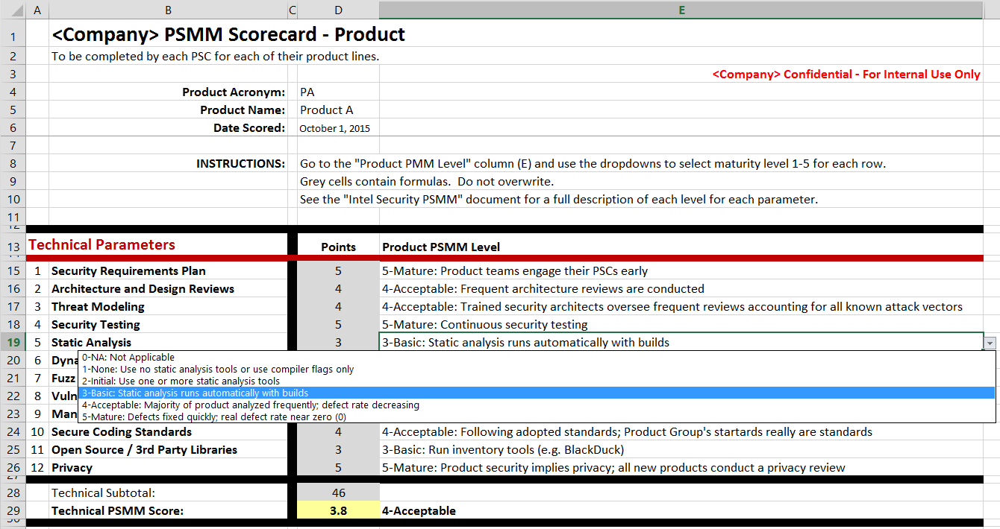 A B C D E
1 <Company> PSMM Scorecard - Product
2 To be completed by each PSC for each of their product lines.
3 <Company> Confidential - For Internal Use Only
4 Product Acronym: PA
5 Product Name: Product A
6 Date Scored: October 1, 2015
7
8 INSTRUCTIONS: Go to the "Product PMM Level" column (E) and use the dropdowns to select maturity level 1-5 for each row.
9 Grey cells contain formulas. Do not overwrite.
10 See the "Intel Security PSMM" document for a full description of each level for each parameter.
11
13 Technical Parameters Points Product PSMM Level
15 1 Security Requirements Plan 5 5-Mature: Product teams engage their PSCs early
16 2 Architecture and Design Reviews 4 4-Acceptable: Frequent architecture reviews are conducted
17 3 Threat Modeling 4 4-Acceptable: Trained security architects oversee frequent reviews accounting for all known attack vectors
18 4 Security Testing 5 5-Mature: Continuous security testing
19 5 Static Analysis 3 3-Basic: Static analysis runs automatically with builds
20 6 Dyna
0-NA: Not Applicable
1-None: Use no static analysis tools or use compiler flags only
21 7 Fuzz
2-Initial: Use one or more static analysis tools
22 8 Vuln
3-Basic: Static analysis runs automatically with builds
23 9 Man
4-Acceptable: Majority of product analyzed frequently; defect rate decreasing
5-Mature: Defects fixed quickly; real defect rate near zero (0)
24 10 Secure Coding Standards 4 4-Acceptable: Following adopted standards; Product Group's startards really are standards
25 11 Open Source / 3rd Party Libraries 3 3-Basic: Run inventory tools (e.g. BlackDuck)
26 12 Privacy 5 5-Mature: Product security implies privacy; all new products conduct a privacy review
28 Technical Subtotal: 46
29 Technical PSMM Score: 3.8 4-Acceptable